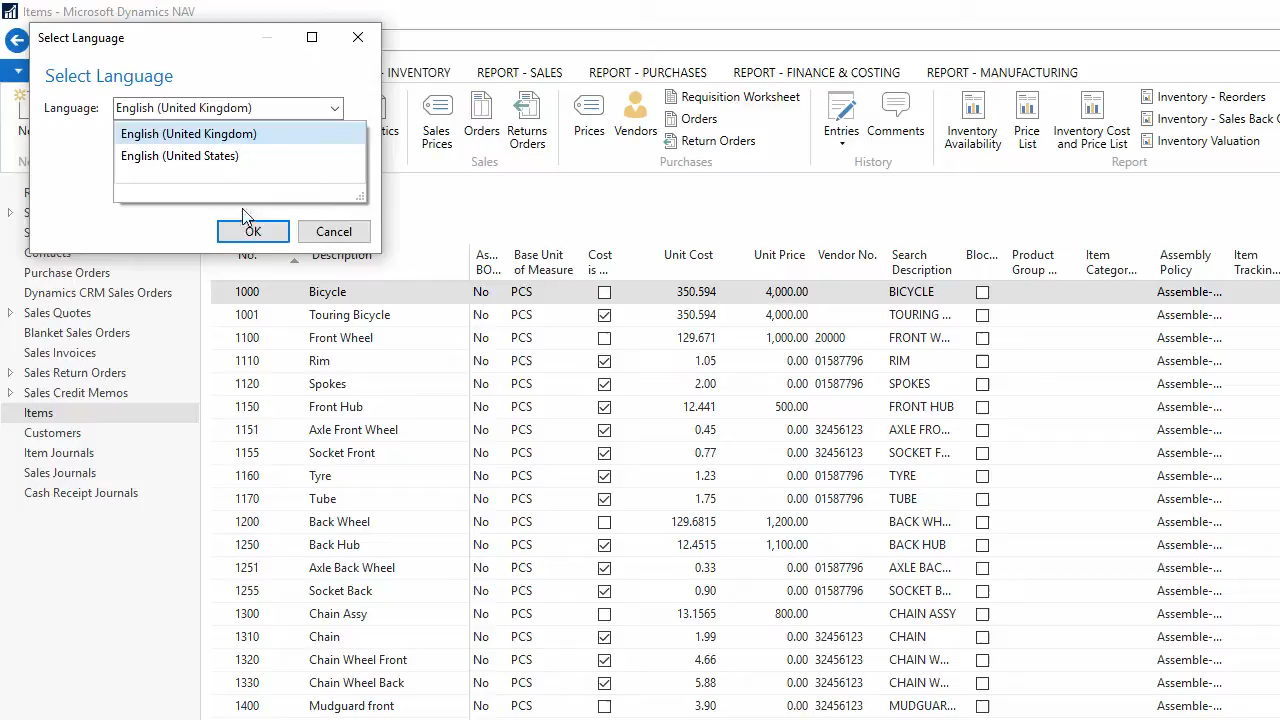 Items - Microsoft Dynamics NAV
Select Language
Select Language
Language: English (United Kingdom)
English (United Kingdom)
English (United States)
OK Cancel
INVENTORY REPORT - SALES REPORT - PURCHASES REPORT - FINANCE & COSTING REPORT - MANUFACTURING
Sales Prices
Orders
Returns Orders
Sales
Prices
Vendors
Requisition Worksheet
Orders
Return Orders
Purchases
Entries
Comments
History
Inventory Availability
Price List
Inventory Cost and Price List
Inventory - Reorders
Inventory - Sales Back
Inventory Valuation
Report
Contacts
Purchase Orders
Dynamics CRM Sales Orders
Sales Quotes
Blanket Sales Orders
Sales Invoices
Sales Return Orders
Sales Credit Memos
Items
Customers
Item Journals
Sales Journals
Cash Receipt Journals
No. Description As... BO... Base Unit of Measure Cost is ... Unit Cost Unit Price Vendor No. Search Description Bloc... Product Group ... Item Categor... Assembly Policy Item Trackin...
1000 Bicycle No PCS 350.594 4,000.00 BICYCLE Assemble-...
1001 Touring Bicycle No PCS 350.594 4,000.00 TOURING ... Assemble-...
1100 Front Wheel No PCS 129.671 1,000.00 20000 FRONT W... Assemble-...
1110 Rim No PCS 1.05 0.00 01587796 RIM Assemble-...
1120 Spokes No PCS 2.00 0.00 01587796 SPOKES Assemble-...
1150 Front Hub No PCS 12.441 500.00 FRONT HUB Assemble-...
1151 Axle Front Wheel No PCS 0.45 0.00 32456123 AXLE FRO... Assemble-...
1155 Socket Front No PCS 0.77 0.00 32456123 SOCKET F... Assemble-...
1160 Tyre No PCS 1.23 0.00 01587796 TYRE Assemble-...
1170 Tube No PCS 1.75 0.00 01587796 TUBE Assemble-...
1200 Back Wheel No PCS 129.6815 1,200.00 BACK WH... Assemble-...
1250 Back Hub No PCS 12.4515 1,100.00 BACK HUB Assemble-...
1251 Axle Back Wheel No PCS 0.33 0.00 01587796 AXLE BAC... Assemble-...
1255 Socket Back No PCS 0.90 0.00 01587796 SOCKET B... Assemble-...
1300 Chain Assy No PCS 13.1565 800.00 CHAIN ASSY Assemble-...
1310 Chain No PCS 1.99 0.00 32456123 CHAIN Assemble-...
1320 Chain Wheel Front No PCS 4.66 0.00 32456123 CHAIN W... Assemble-...
1330 Chain Wheel Back No PCS 5.88 0.00 32456123 CHAIN W... Assemble-...
1400 Mudguard front No PCS 3.90 0.00 32456123 MUDGUAR... Assemble-...